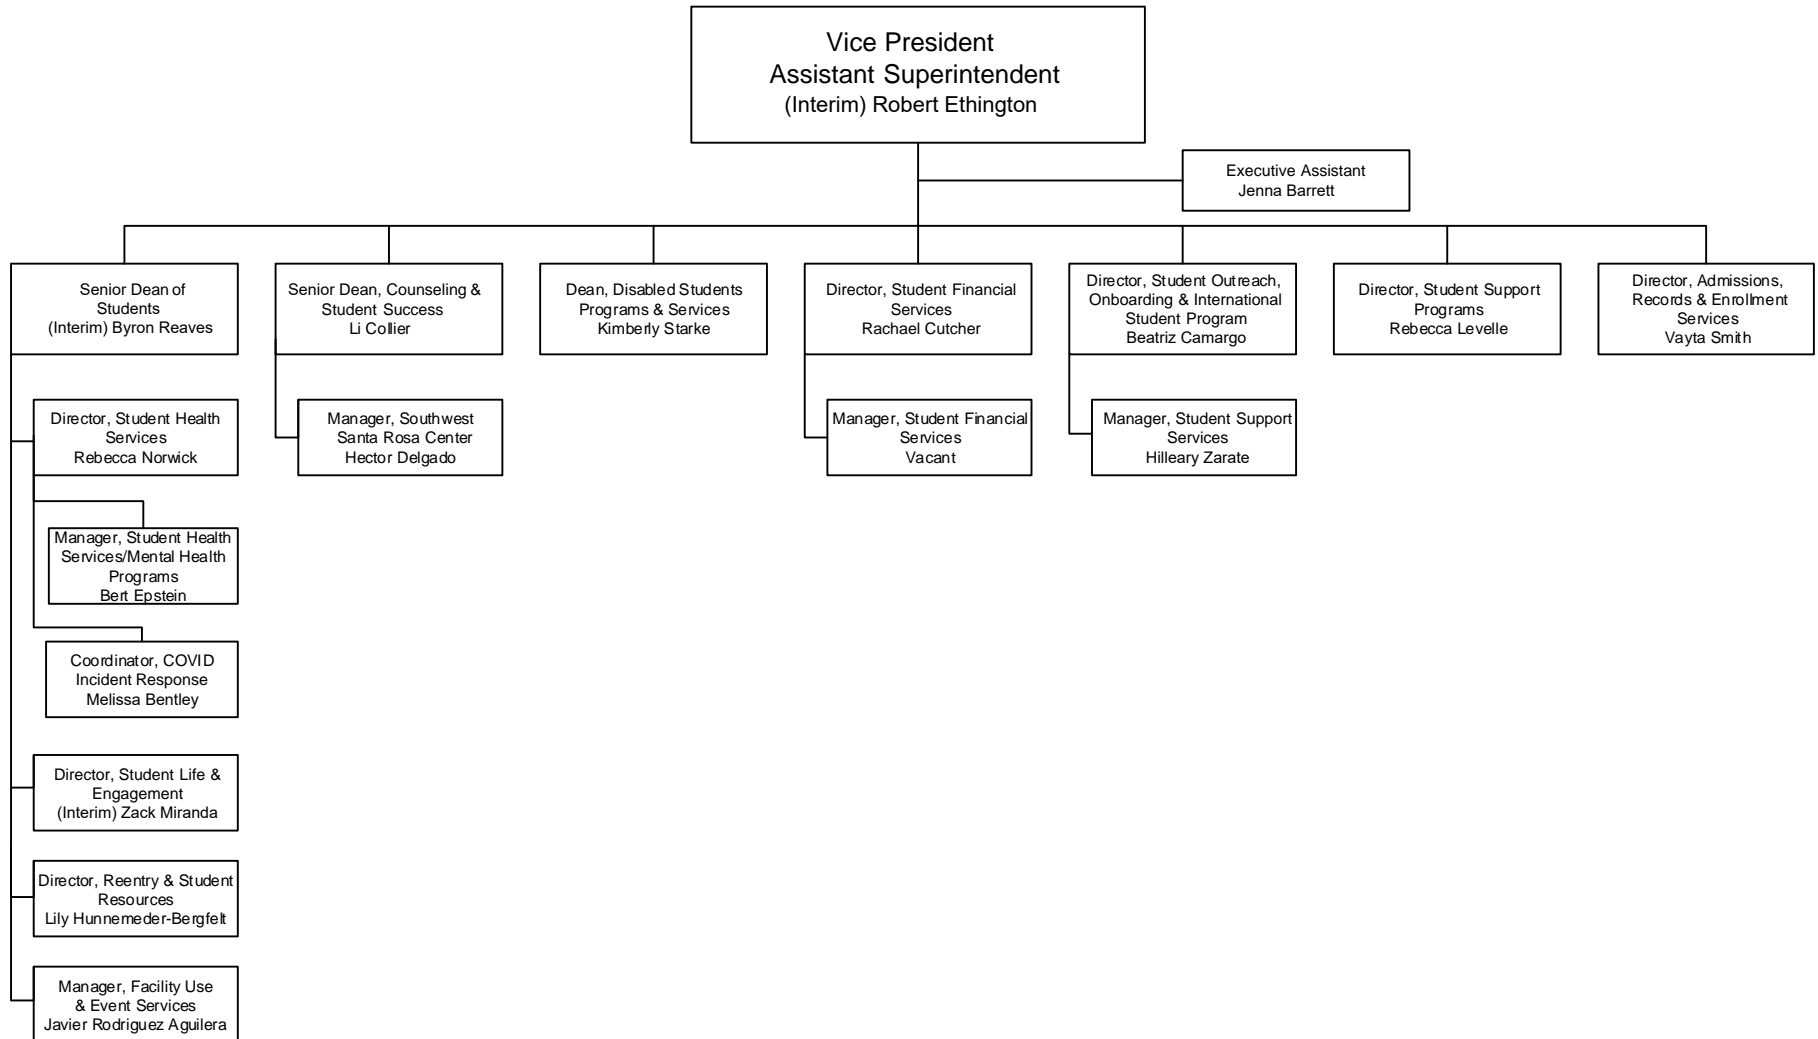 Vice President
Assistant Superintendent
(Interim) Robert Ethington
Executive Assistant
Jenna Barrett
Senior Dean of
Students
(Interim) Byron Reaves
Senior Dean, Counseling &
Student Success
Li Collier
Dean, Disabled Students
Programs & Services
Kimberly Starke
Director, Student Financial
Services
Rachael Cutcher
Director, Student Outreach,
Onboarding & International
Student Program
Beatriz Camargo
Director, Student Support
Programs
Rebecca Levelle
Director, Admissions,
Records & Enrollment
Services
Vayta Smith
Director, Student Health
Services
Rebecca Norwick
Manager, Southwest
Santa Rosa Center
Hector Delgado
Manager, Student Financial
Services
Vacant
Manager, Student Support
Services
Hilleary Zarate
Manager, Student Health
Services/Mental Health
Programs
Bert Epstein
Coordinator, COVID
Incident Response
Melissa Bentley
Director, Student Life &
Engagement
(Interim) Zack Miranda
Director, Reentry & Student
Resources
Lily Hunnemeder-Bergfelt
Manager, Facility Use
& Event Services
Javier Rodriguez Aguilera